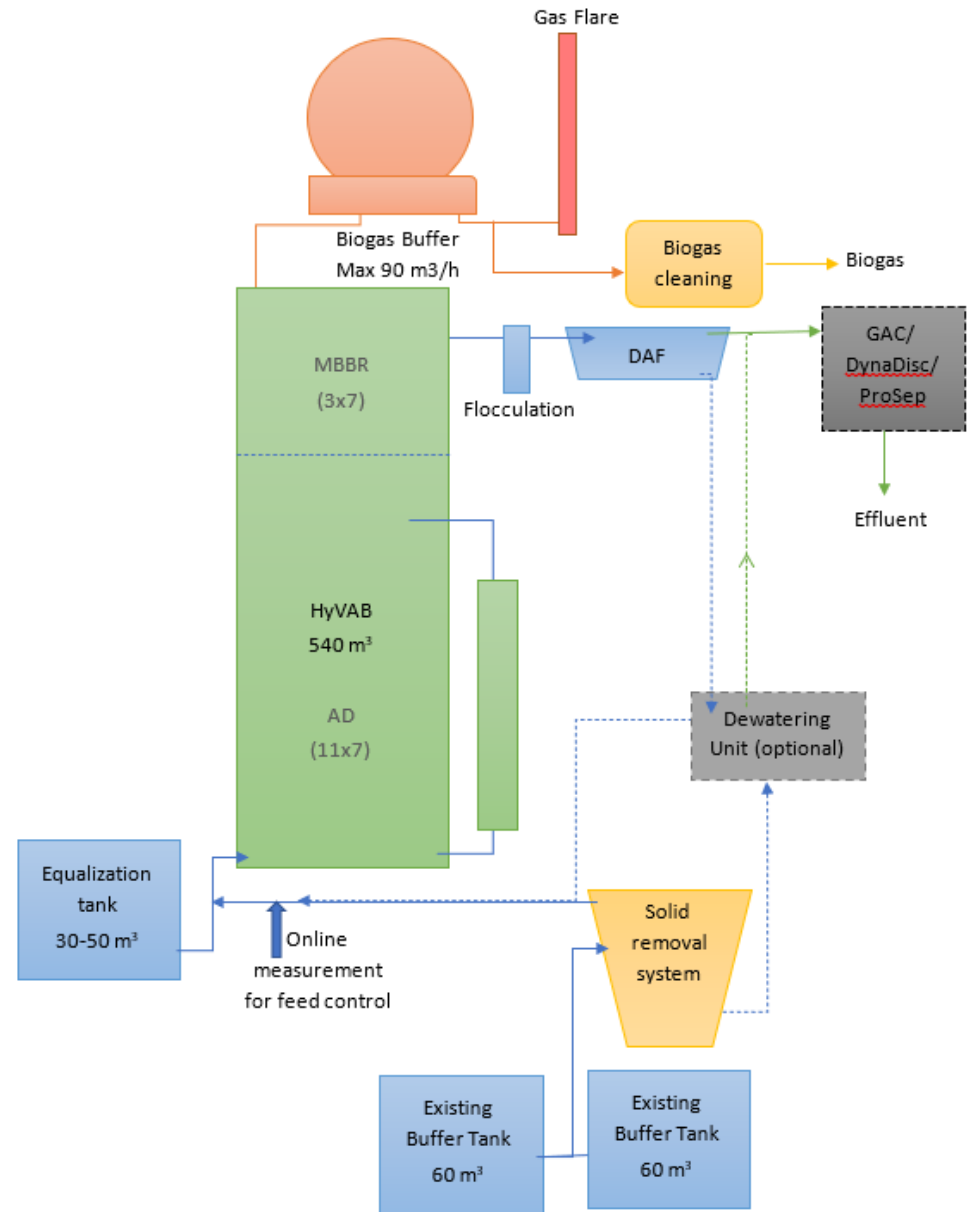 Gas Flare
Biogas Buffer
Max 90 m3/h
Biogas
cleaning
Biogas
MBBR
(3x7)
Flocculation
DAF
GAC/
DynaDisc/
ProSep
Effluent
HyVAB
540 m³
AD
(11x7)
Dewatering
Unit (optional)
Equalization
tank
30-50 m³
Online
measurement
for feed control
Solid
removal
system
Existing
Buffer Tank
60 m³
Existing
Buffer Tank
60 m³